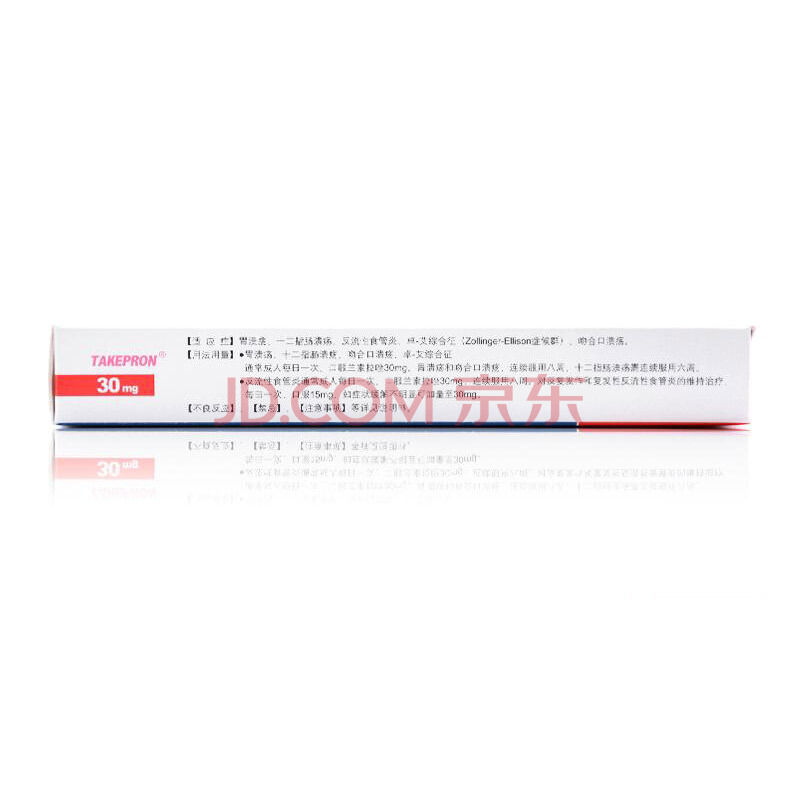 TAKEPRON®
30mg
【适 应 症】胃溃疡、十二指肠溃疡、反流性食管炎、卓-艾综合征（Zollinger-Ellison症候群）、吻合口溃疡。
【用法用量】●胃溃疡、十二指肠溃疡、吻合口溃疡、卓-艾综合征
通常成人每日一次、口服兰索拉唑30mg，胃溃疡和吻合口溃疡、连续服用八周，十二指肠溃疡需连续服用六周。
●反流性食管炎通常成人每日一次、口服兰索拉唑30mg、连续服用八周，对反复发作和复发性反流性食管炎的维持治疗，
每日一次、口服15mg，如症状缓解不明显可加量至30mg。
【不良反应】、【禁忌】、【注意事项】等详见说明书。
JD.COM 京东